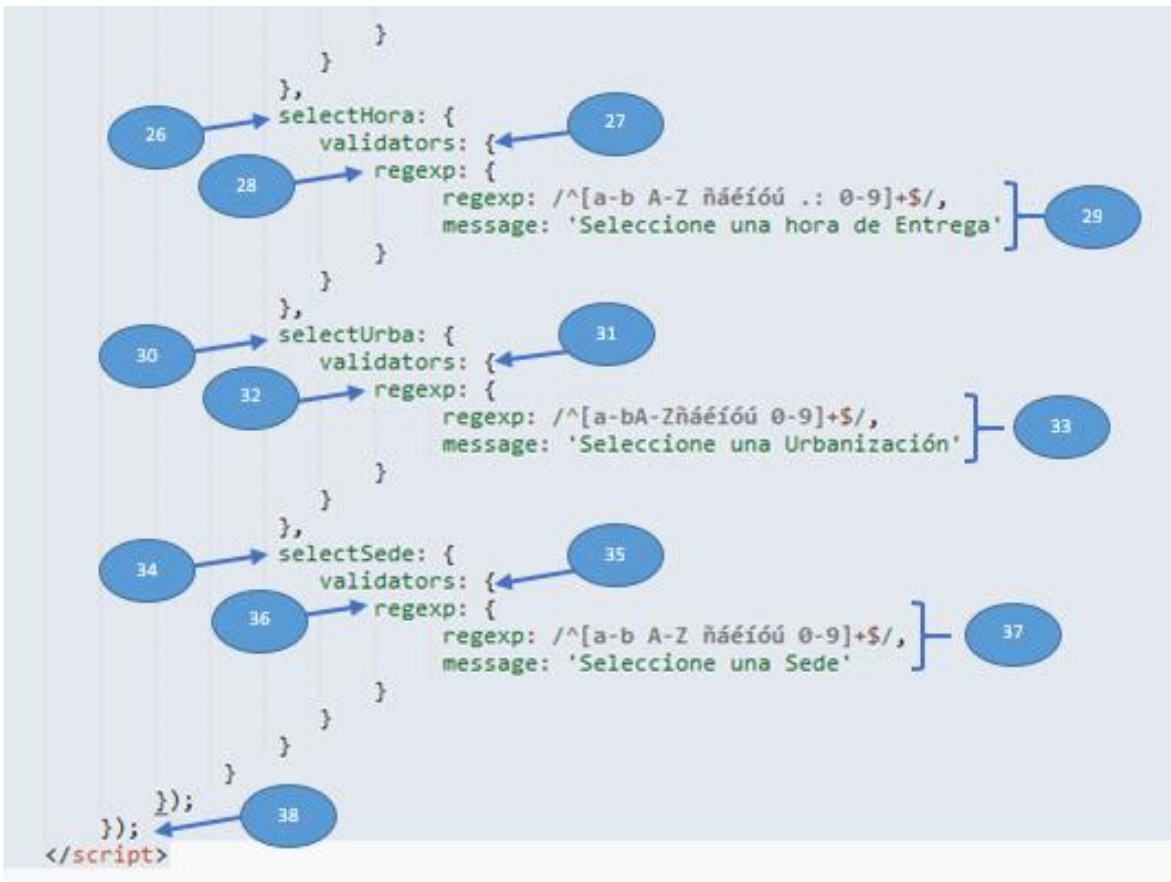 }
}
},
26 selectHora: { 27
validators: {
28 regexp: {
regexp: /^[a-b A-Z ñáéíóú .: 0-9]+$/,
message: 'Seleccione una hora de Entrega' 29
}
}
},
30 selectUrba: { 31
validators: {
32 regexp: {
regexp: /^[a-bA-Zñáéíóú 0-9]+$/,
message: 'Seleccione una Urbanización' 33
}
}
},
34 selectSede: { 35
validators: {
36 regexp: {
regexp: /^[a-b A-Z ñáéíóú 0-9]+$/, 37
message: 'Seleccione una Sede'
}
}
}
}
});
}); 38
</script>